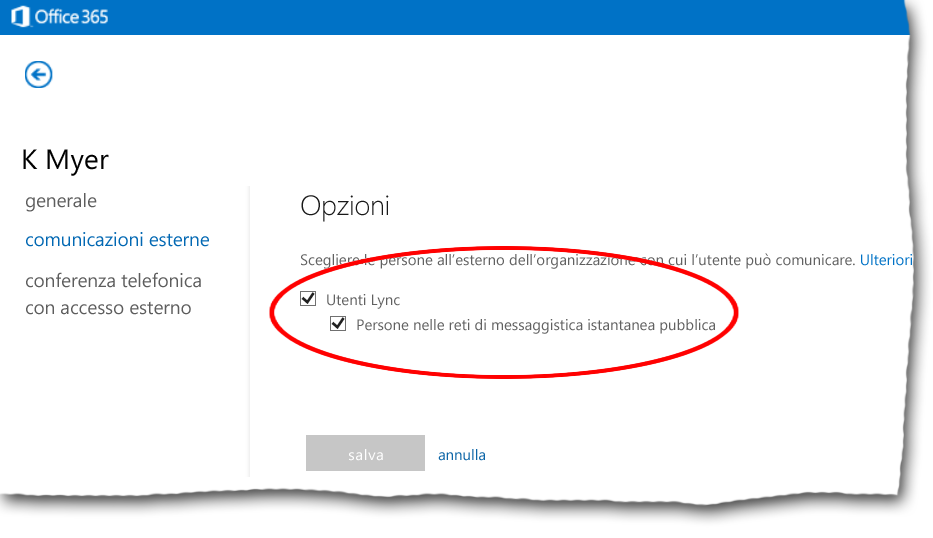 Office 365
K Myer
generale
comunicazioni esterne
conferenza telefonica
con accesso esterno
Opzioni
Scegliere le persone all'esterno dell'organizzazione con cui l'utente può comunicare. Ulteriori
Utenti Lync
Persone nelle reti di messaggistica istantanea pubblica
salva annulla